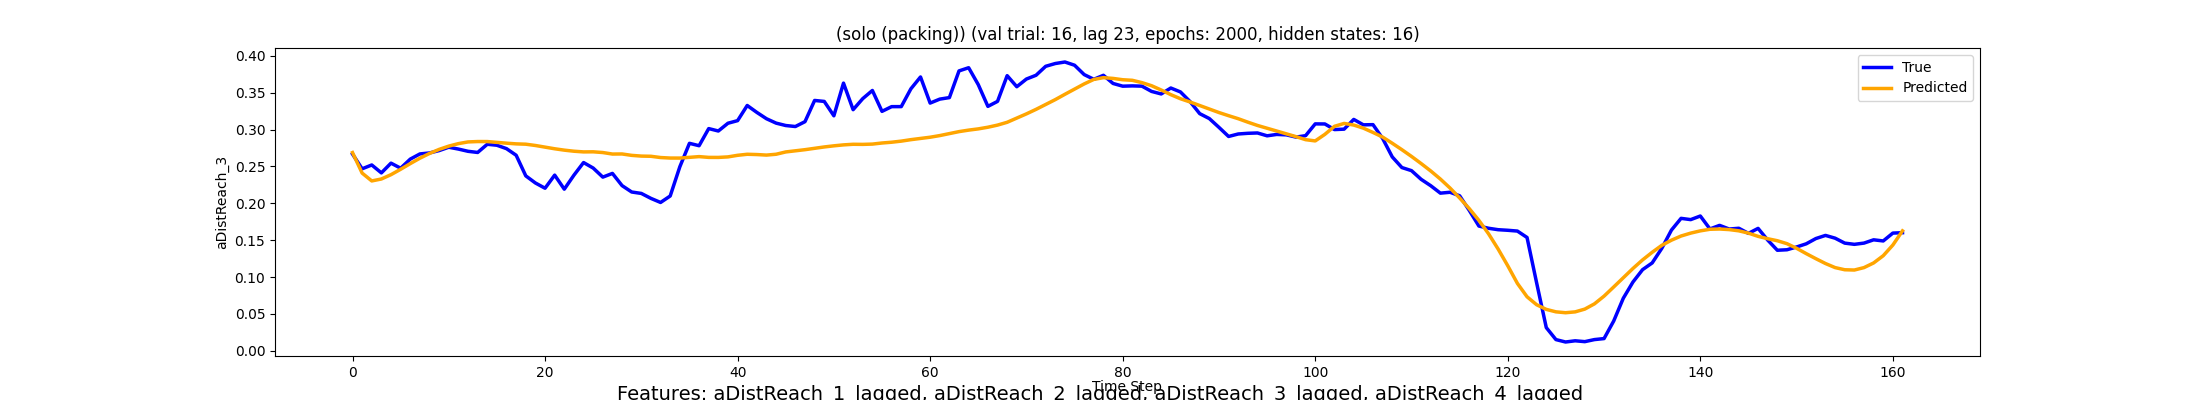 (solo (packing)) (val trial: 16, lag 23, epochs: 2000, hidden states: 16)
0.40
0.35
0.30
0.25
0.20
0.15
0.10
0.05
0.00
aDistReach_3
True
Predicted
0 20 40 60 80 100 120 140 160
Time Step
Features: aDistReach_1_lagged, aDistReach_2_lagged, aDistReach_3_lagged, aDistReach_4_lagged